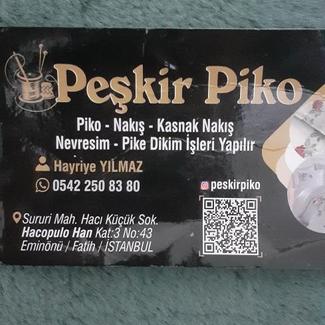 Peşkir Piko
Piko - Nakış - Kasnak Nakış
Nevresim - Pike Dikim İşleri Yapılır
Hayriye YILMAZ
0542 250 83 80
peskirpiko
Sururi Mah. Hacı Küçük Sok.
Hacopulo Han Kat:3 No:43
Eminönü / Fatih / İSTANBUL